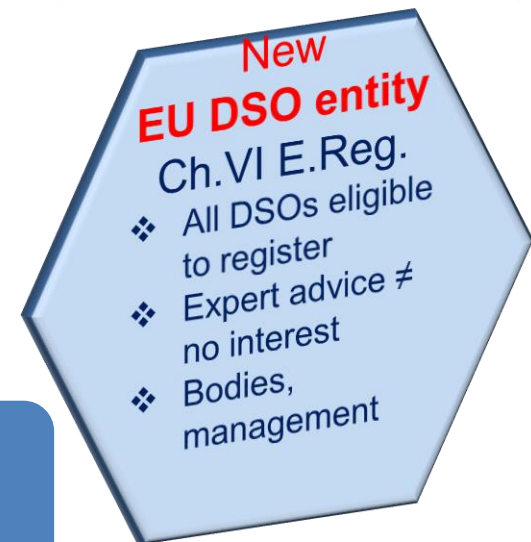 New
EU DSO entity
Ch.VI E.Reg.
❖ All DSOs eligible
to register
❖ Expert advice ≠
no interest
❖ Bodies,
management